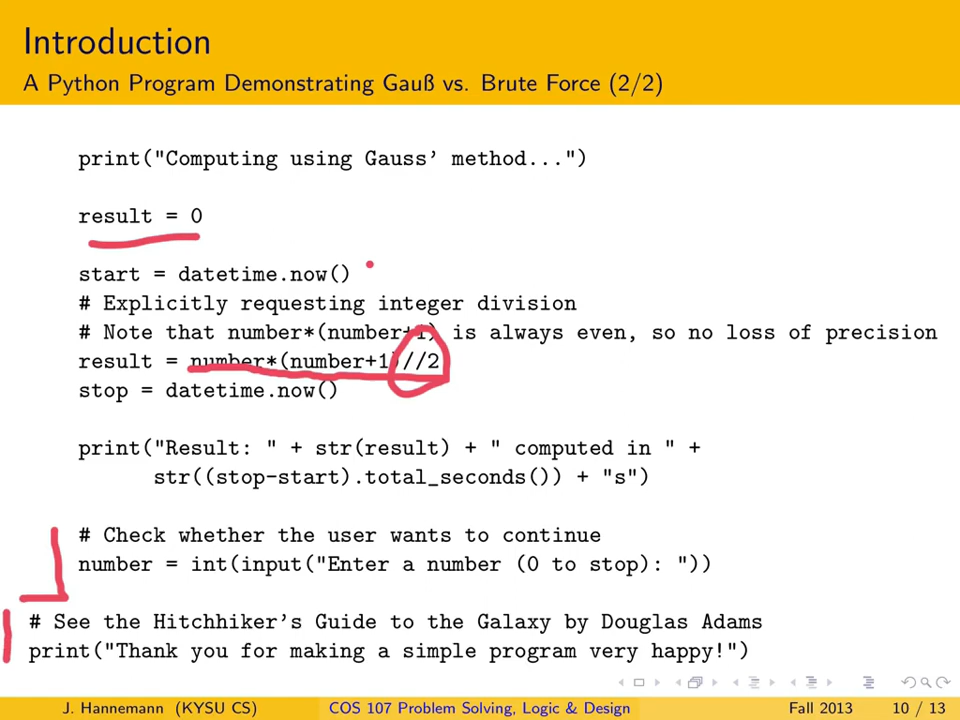 Introduction
A Python Program Demonstrating Gauß vs. Brute Force (2/2)
print("Computing using Gauss’ method...")
result = 0
start = datetime.now()
# Explicitly requesting integer division
# Note that number*(number+1) is always even, so no loss of precision
result = number*(number+1)//2
stop = datetime.now()
print("Result: " + str(result) + " computed in " +
str((stop-start).total_seconds()) + "s")
# Check whether the user wants to continue
number = int(input("Enter a number (0 to stop): "))
# See the Hitchhiker’s Guide to the Galaxy by Douglas Adams
print("Thank you for making a simple program very happy!")
J. Hannemann (KYSU CS) COS 107 Problem Solving, Logic & Design Fall 2013 10 / 13